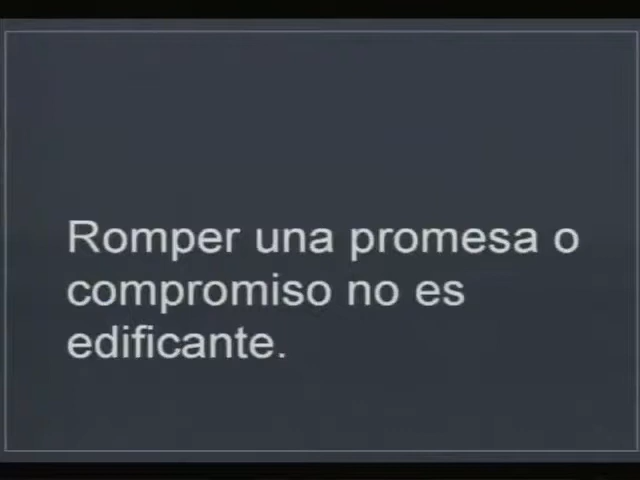 Romper una promesa o
compromiso no es
edificante.